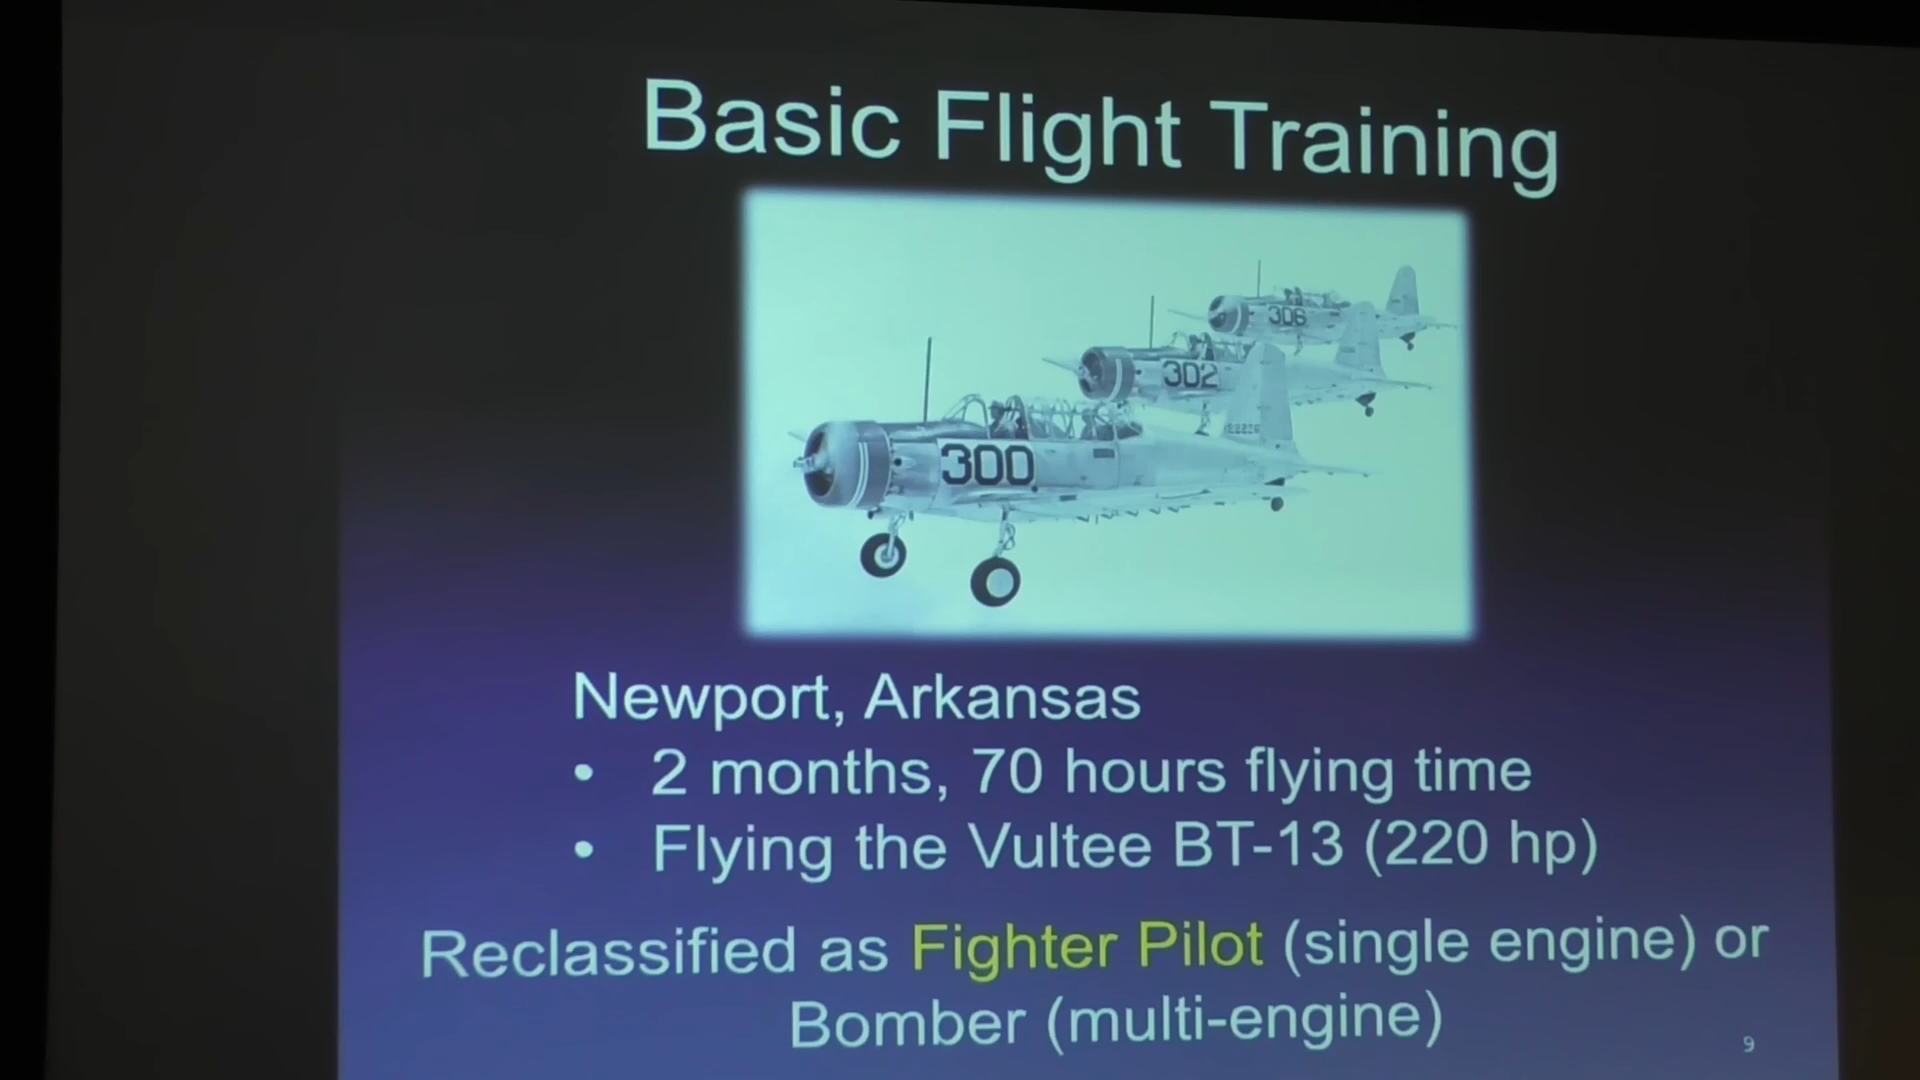 Basic Flight Training
306
302
300
Newport, Arkansas
• 2 months, 70 hours flying time
• Flying the Vultee BT-13 (220 hp)
Reclassified as Fighter Pilot (single engine) or
Bomber (multi-engine)
9